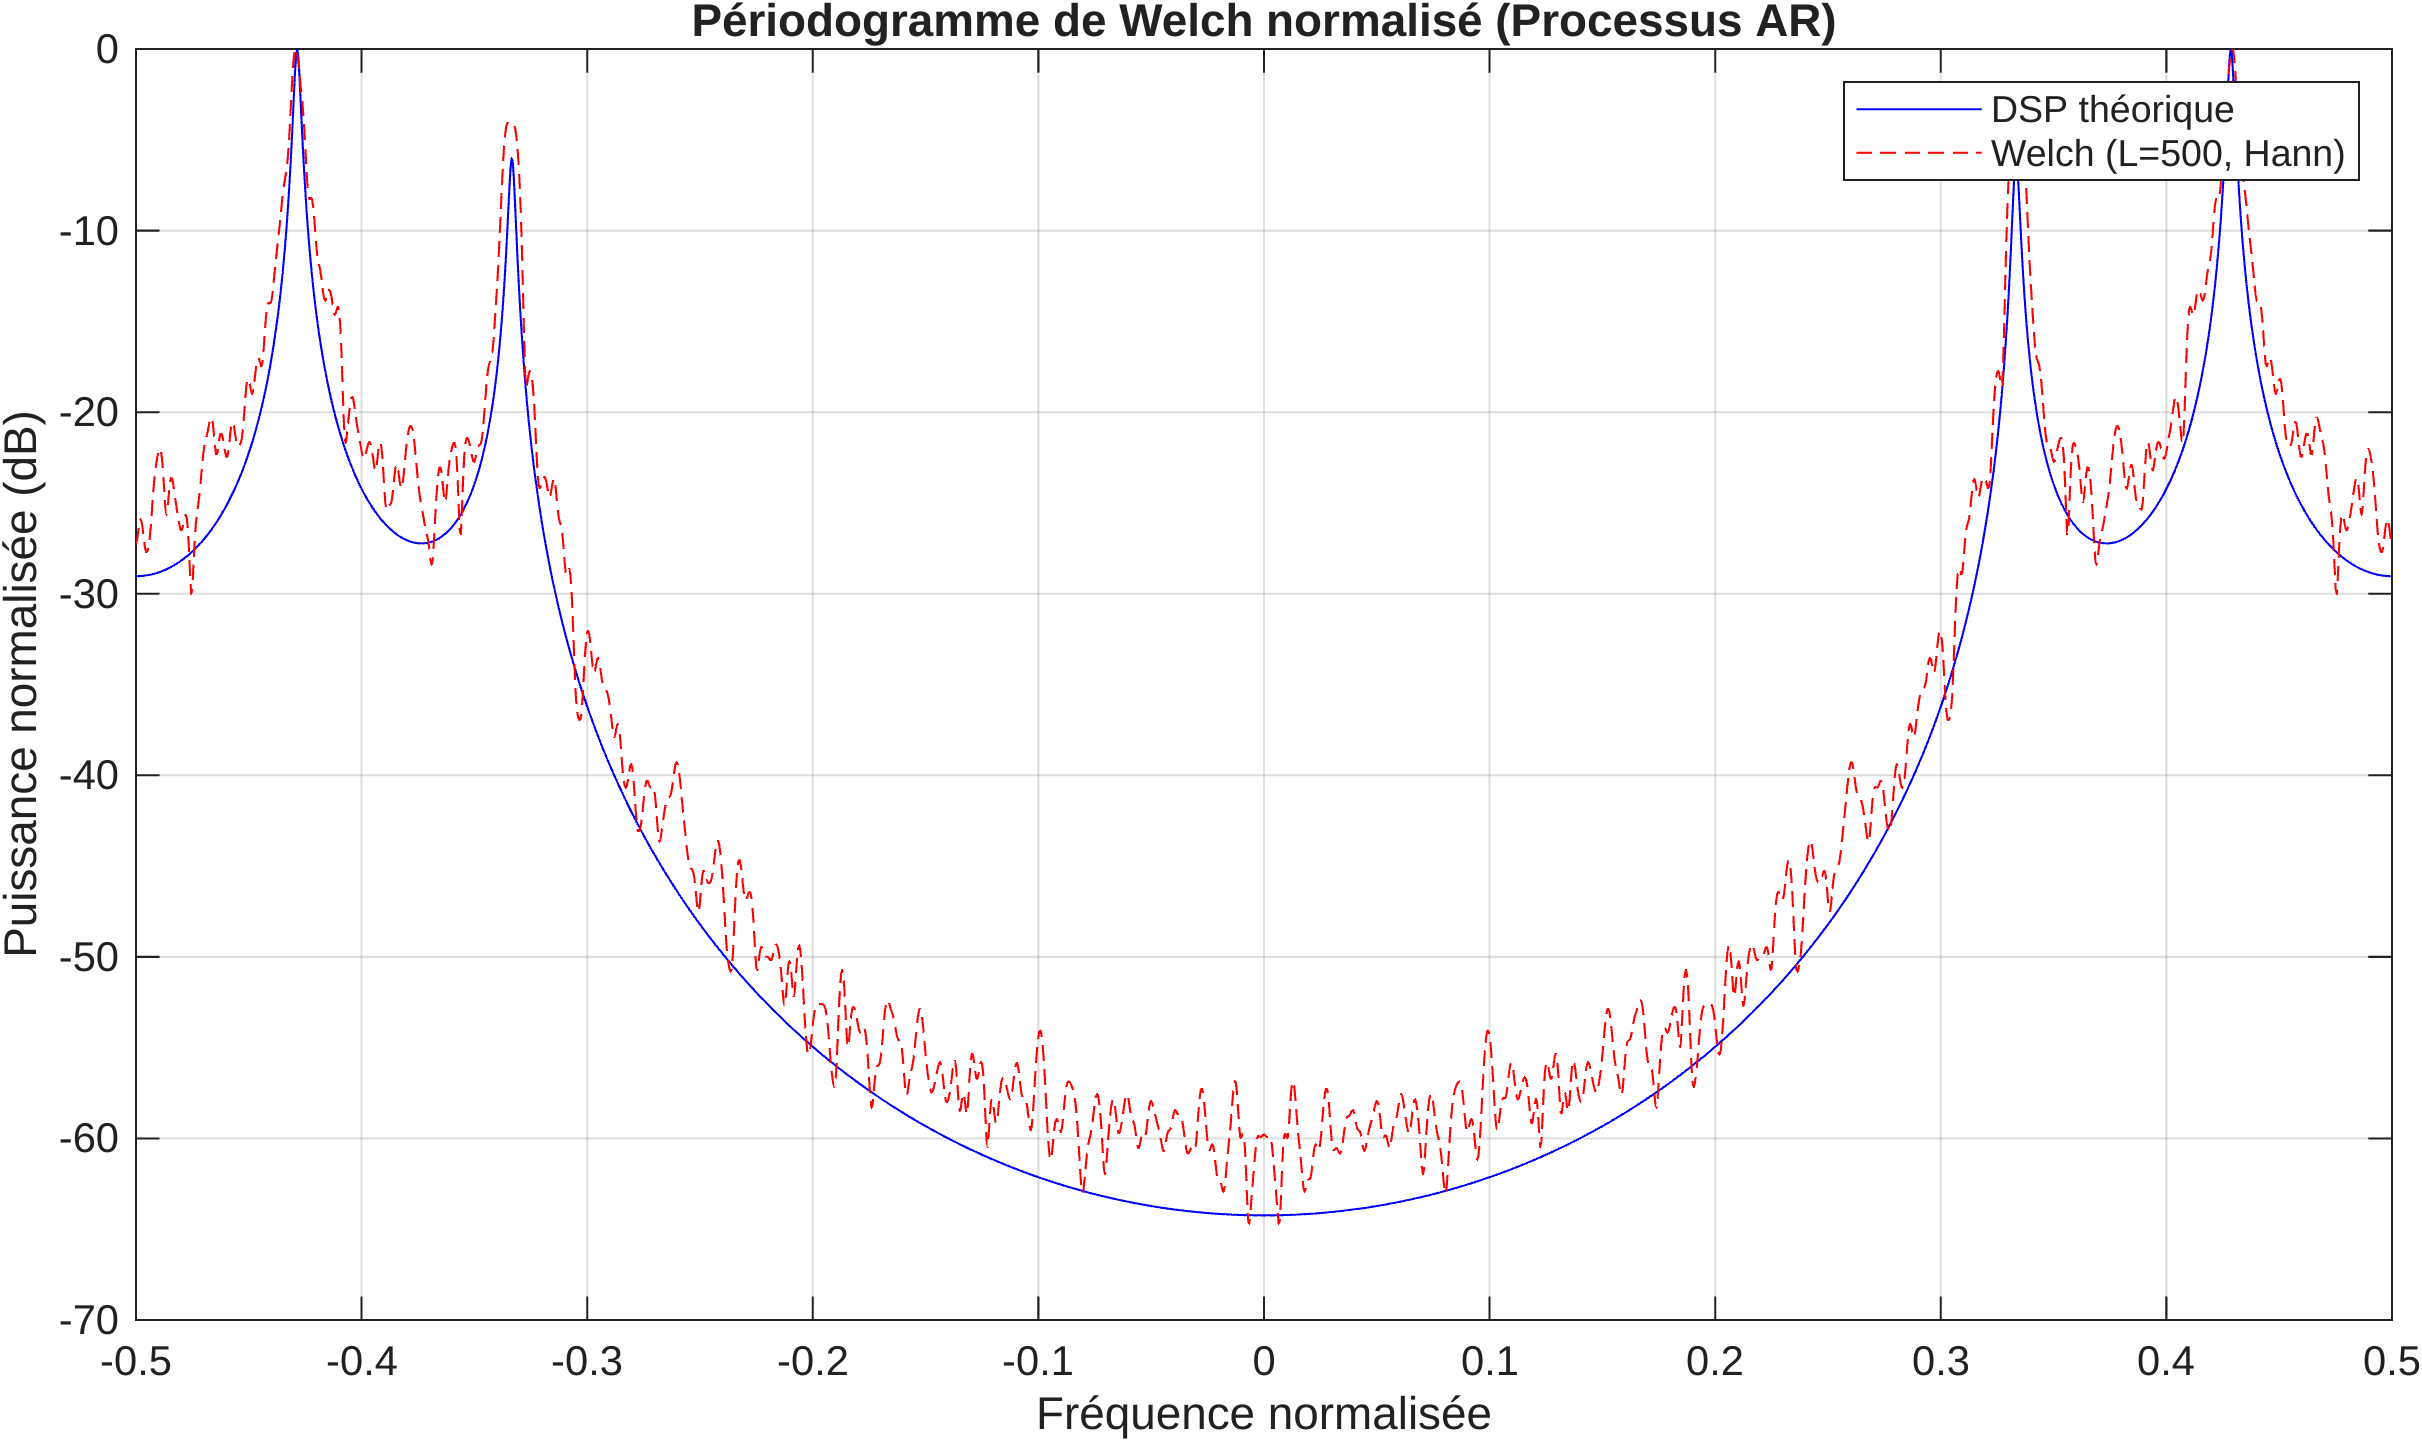 Périodogramme de Welch normalisé (Processus AR)
DSP théorique
Welch (L=500, Hann)
Puissance normalisée (dB)
0
-10
-20
-30
-40
-50
-60
-70
-0.5 -0.4 -0.3 -0.2 -0.1 0 0.1 0.2 0.3 0.4 0.5
Fréquence normalisée